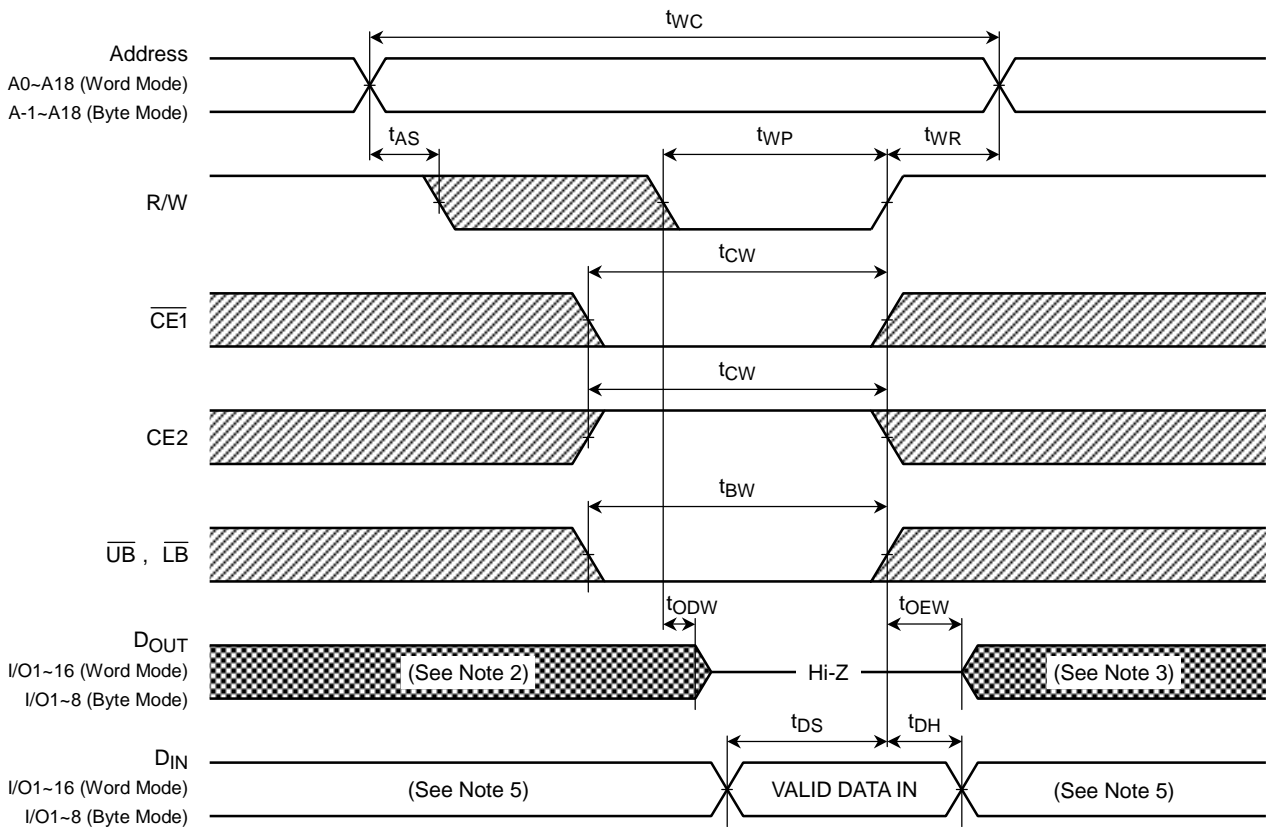 tWC
Address
A0~A18 (Word Mode)
A-1~A18 (Byte Mode)
tAS
tWP
tWR
R/W
tCW
CE1
tCW
CE2
tBW
UB , LB
tODW
tOEW
DOUT
I/O1~16 (Word Mode)
I/O1~8 (Byte Mode)
(See Note 2)
Hi-Z
(See Note 3)
tDS
tDH
DIN
I/O1~16 (Word Mode)
I/O1~8 (Byte Mode)
(See Note 5)
VALID DATA IN
(See Note 5)